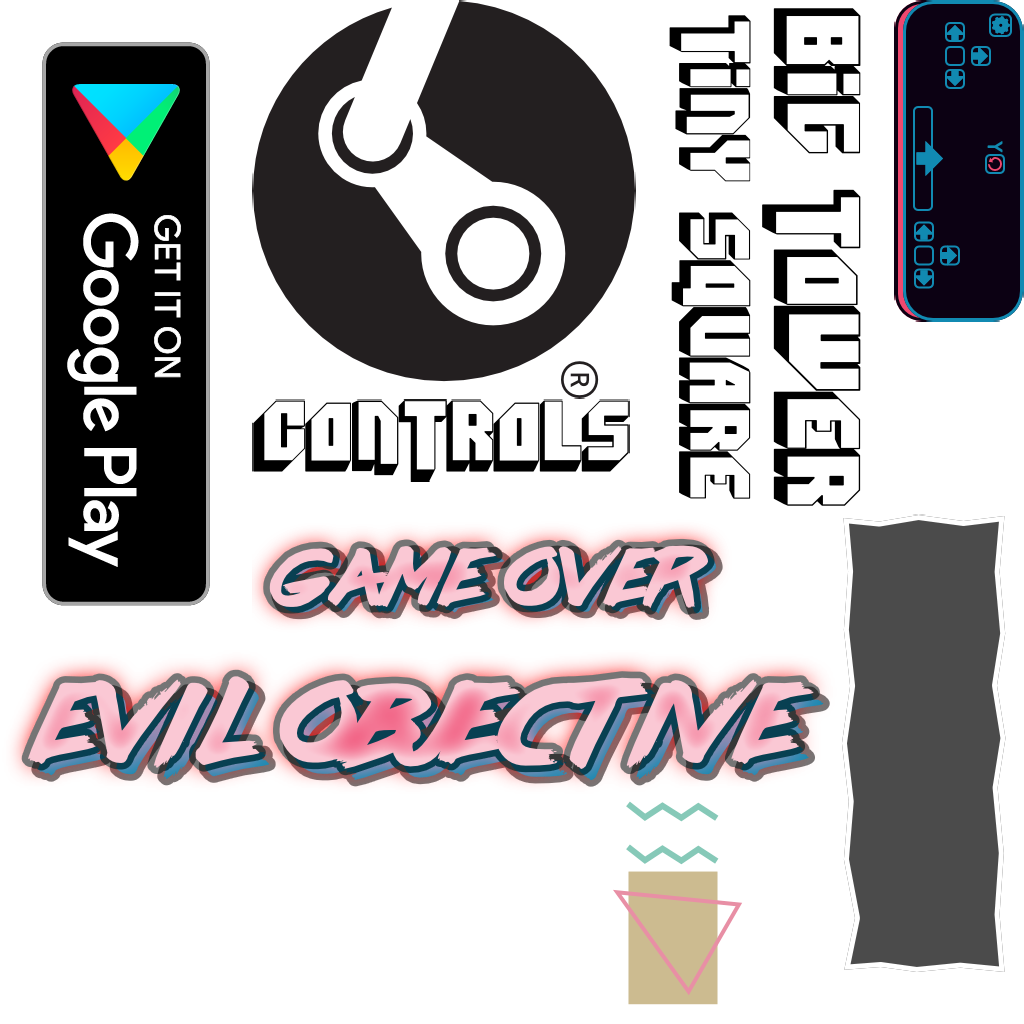 GET IT ON
Google Play
®
CONTROLS
BiG TOWER
TiNY SQUARE
Y
GAME OVER
EVIL OBJECTIVE